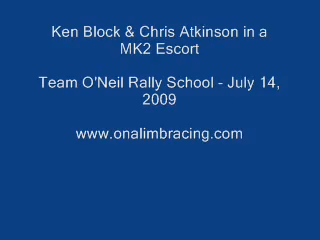 Ken Block & Chris Atkinson in a
MK2 Escort
Team O'Neil Rally School - July 14,
2009
www.onalimbracing.com